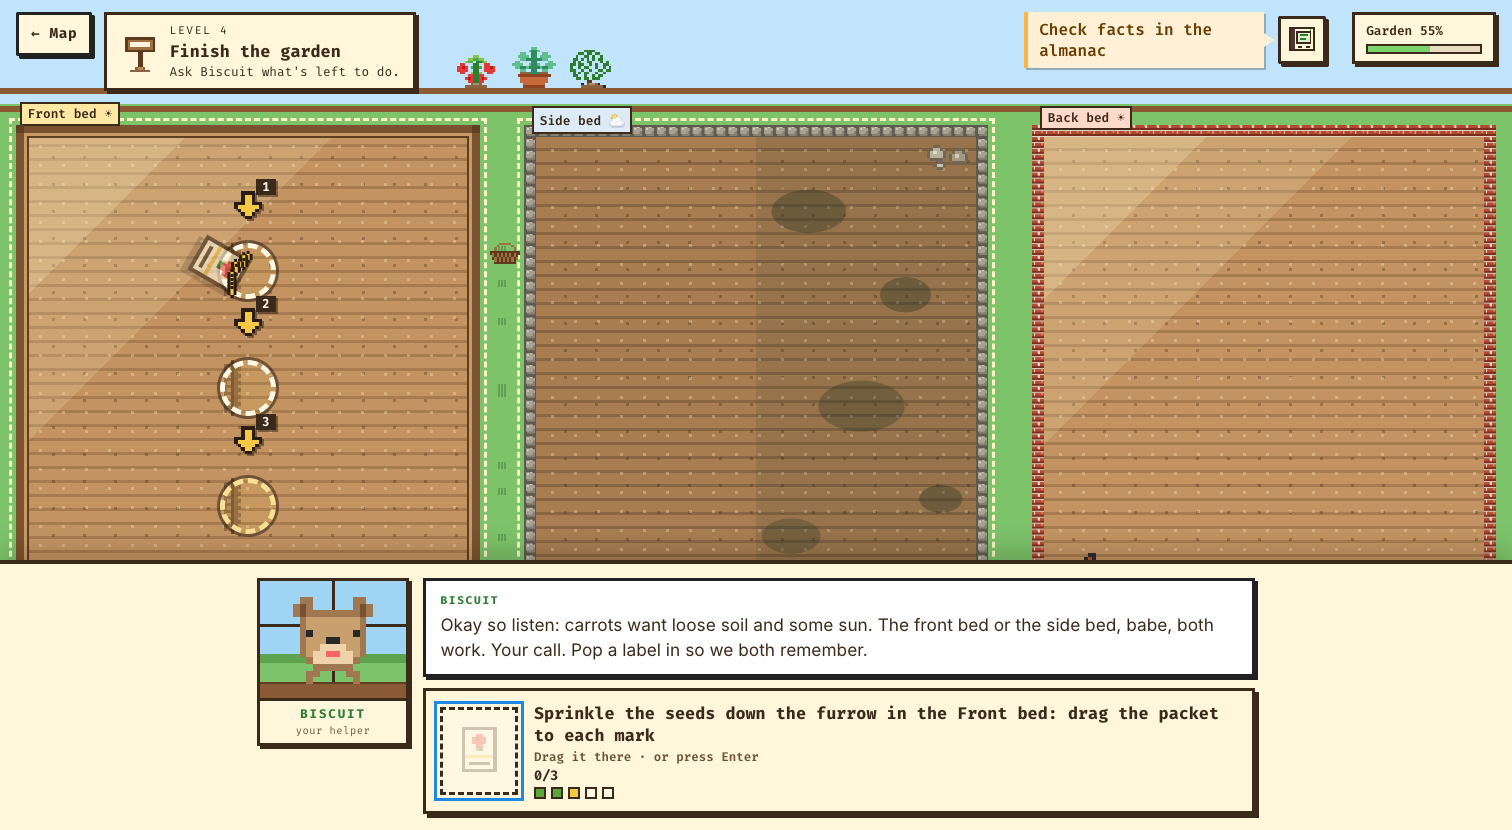 ← Map
LEVEL 4
Finish the garden
Ask Biscuit what's left to do.
Check facts in the
almanac
Garden 55%
Front bed ☀
Side bed ⛅
Back bed ☀
1
2
3
BISCUIT
your helper
BISCUIT
Okay so listen: carrots want loose soil and some sun. The front bed or the side bed, babe, both
work. Your call. Pop a label in so we both remember.
Sprinkle the seeds down the furrow in the Front bed: drag the packet
to each mark
Drag it there · or press Enter
0/3